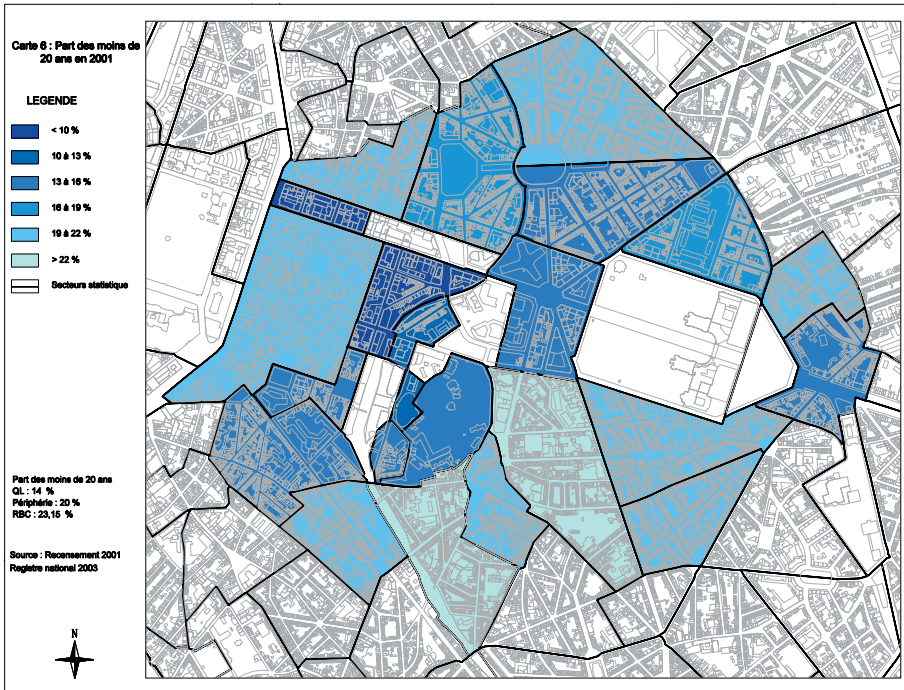 Carte 6 : Part des moins de
20 ans en 2001
LEGENDE
< 10 %
10 à 13 %
13 à 16 %
16 à 19 %
19 à 22 %
> 22 %
Secteurs statistique
Part des moins de 20 ans
QL : 14 %
Périphérie : 20 %
RBC : 23,15 %
Source : Recensement 2001
Registre national 2003
N